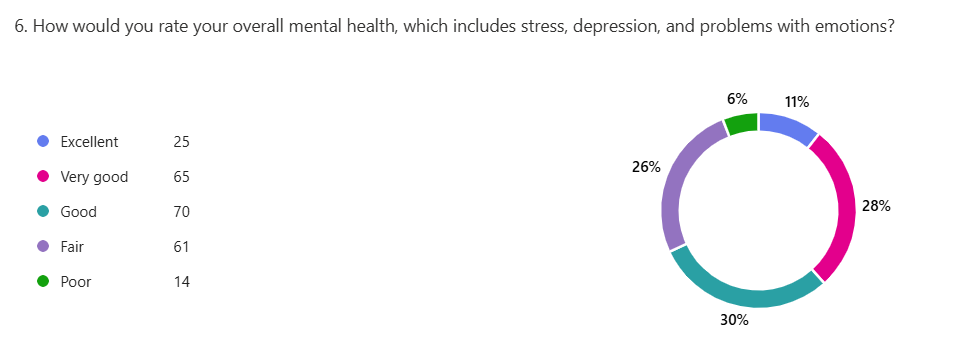 6. How would you rate your overall mental health, which includes stress, depression, and problems with emotions?
Excellent 25
Very good 65
Good 70
Fair 61
Poor 14
6% 11%
26%
28%
30%